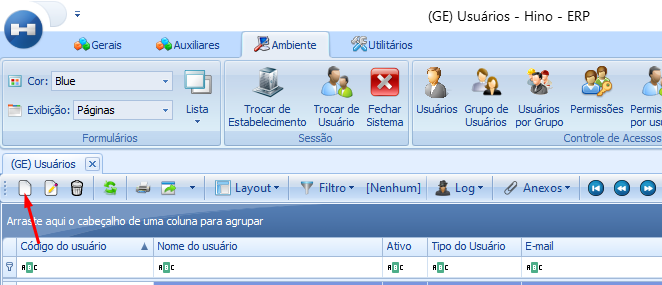 (GE) Usuários - Hino - ERP
Gerais Auxiliares Ambiente Utilitários
Cor: Blue
Exibição: Páginas
Lista
Formulários
Trocar de Estabelecimento
Trocar de Usuário
Fechar Sistema
Sessão
Usuários
Grupo de Usuários
Usuários por Grupo
Permissões
Permiss
por usu
Controle de Acessos
(GE) Usuários
Layout Filtro [Nenhum] Log Anexos
Arraste aqui o cabeçalho de uma coluna para agrupar
Código do usuário Nome do usuário Ativo Tipo do Usuário E-mail
ABC ABC ABC ABC ABC